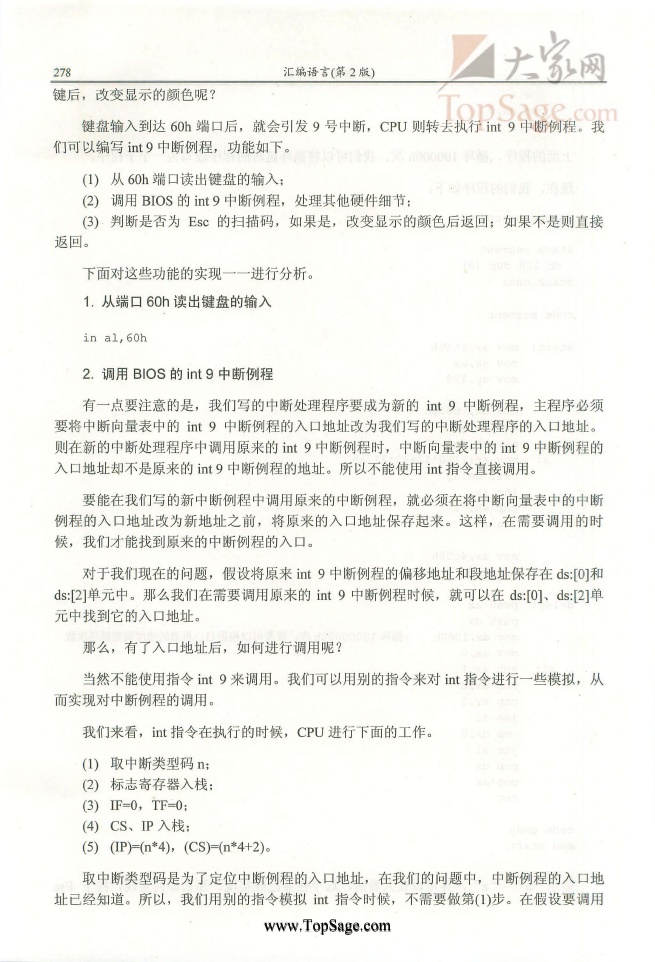 大家网
TopSage.com
278
汇编语言(第 2 版)
键后，改变显示的颜色呢？
键盘输入到达 60h 端口后，就会引发 9 号中断，CPU 则转去执行 int 9 中断例程。我
们可以编写 int 9 中断例程，功能如下。
(1) 从 60h 端口读出键盘的输入；
(2) 调用 BIOS 的 int 9 中断例程，处理其他硬件细节；
(3) 判断是否为 Esc 的扫描码，如果是，改变显示的颜色后返回；如果不是则直接
返回。
下面对这些功能的实现一一进行分析。
1. 从端口 60h 读出键盘的输入
in al,60h
2. 调用 BIOS 的 int 9 中断例程
有一点要注意的是，我们写的中断处理程序要成为新的 int 9 中断例程，主程序必须
要将中断向量表中的 int 9 中断例程的入口地址改为我们写的中断处理程序的入口地址。
则在新的中断处理程序中调用原来的 int 9 中断例程时，中断向量表中的 int 9 中断例程的
入口地址却不是原来的 int 9 中断例程的地址。所以不能使用 int 指令直接调用。
要能在我们写的新中断例程中调用原来的中断例程，就必须在将中断向量表中的中断
例程的入口地址改为新地址之前，将原来的入口地址保存起来。这样，在需要调用的时
候，我们才能找到原来的中断例程的入口。
对于我们现在的问题，假设将原来 int 9 中断例程的偏移地址和段地址保存在 ds:[0]和
ds:[2]单元中。那么我们在需要调用原来的 int 9 中断例程时候，就可以在 ds:[0]、ds:[2]单
元中找到它的入口地址。
那么，有了入口地址后，如何进行调用呢？
当然不能使用指令 int 9 来调用。我们可以用别的指令来对 int 指令进行一些模拟，从
而实现对中断例程的调用。
我们来看，int 指令在执行的时候，CPU 进行下面的工作。
(1) 取中断类型码 n；
(2) 标志寄存器入栈；
(3) IF=0，TF=0；
(4) CS、IP 入栈；
(5) (IP)=(n*4)，(CS)=(n*4+2)。
取中断类型码是为了定位中断例程的入口地址，在我们的问题中，中断例程的入口地
址已经知道。所以，我们用别的指令模拟 int 指令时候，不需要做第(1)步。在假设要调用
www.TopSage.com